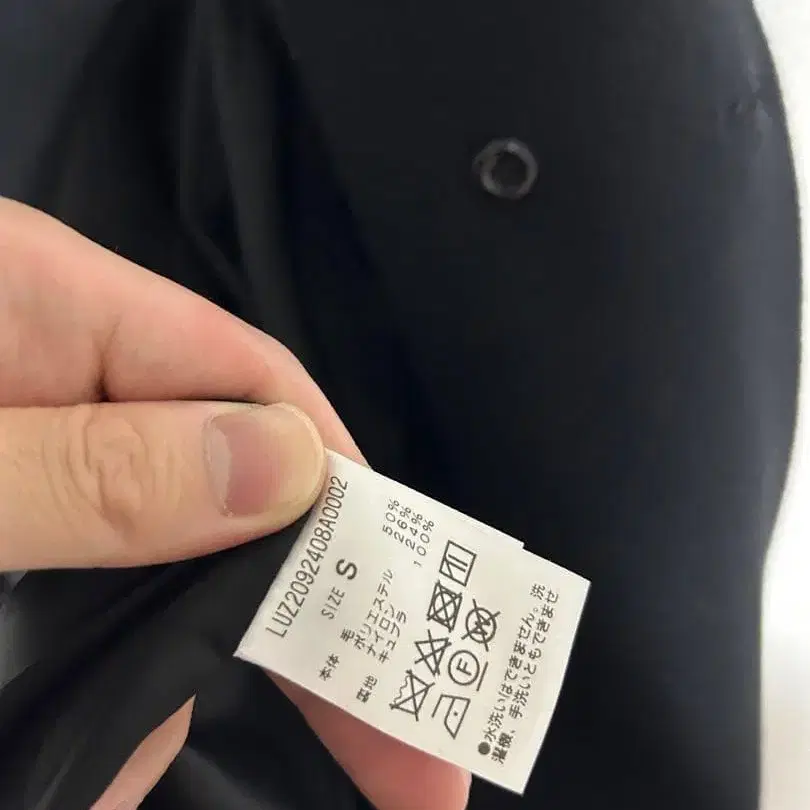 LUZ2092408A0002
SIZE S
本体 毛 50%
ポリエステル 26%
ナイロン 24%
裏地 キュプラ 100%
F
W
●水洗いはできません。洗
濯機、手洗いともできませ